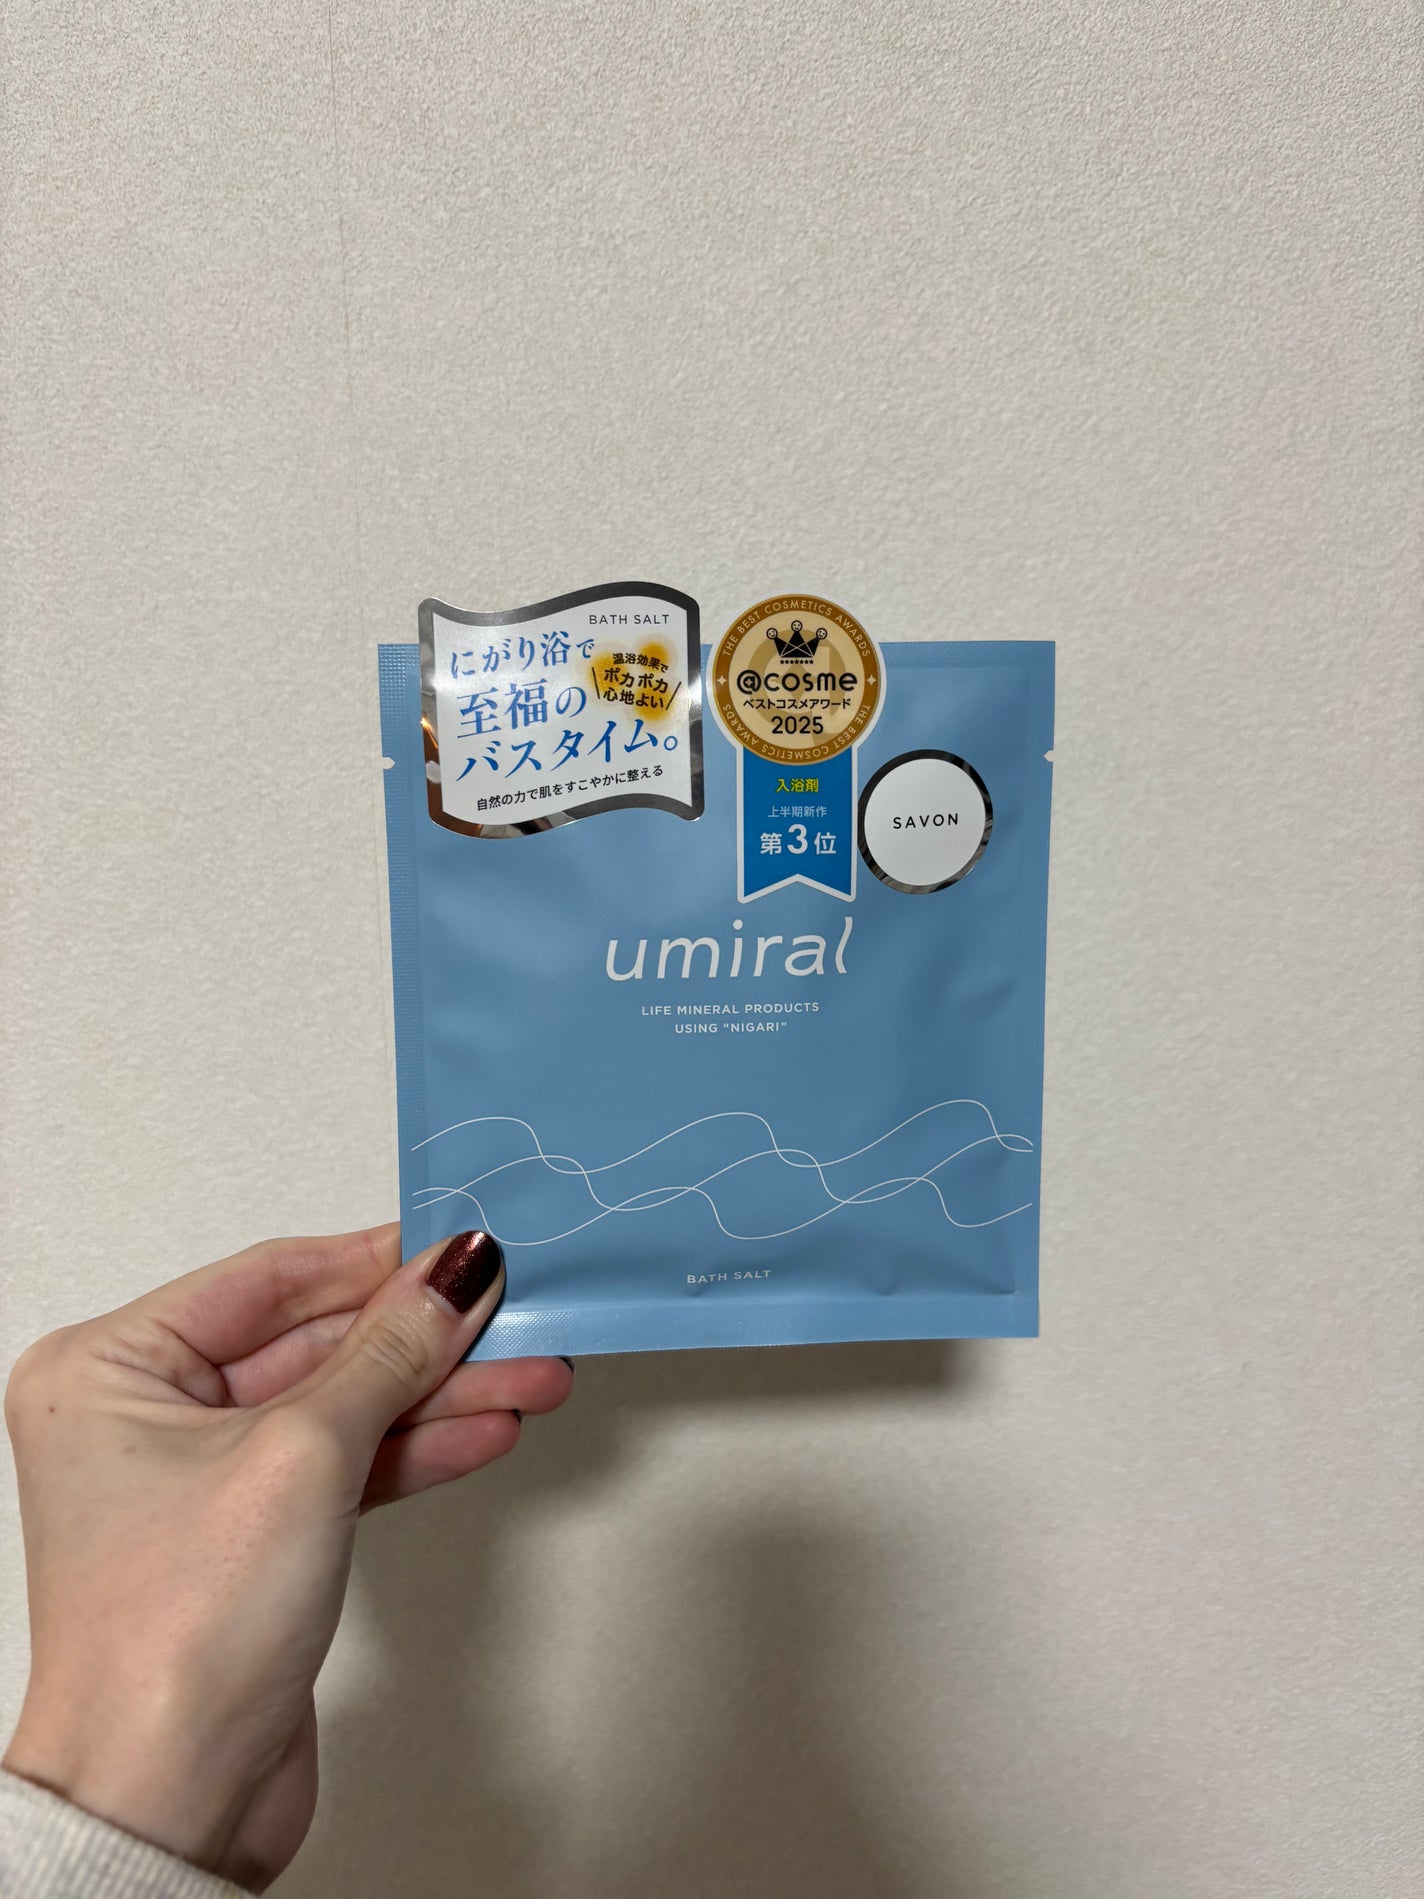 BATH SALT
にがり浴で
至福の
バスタイム。
温浴効果で
ポカポカ
心地よい
自然の力で肌をすこやかに整える
THE BEST COSMETICS AWARDS
@cosme
ベストコスメアワード
2025
THE BEST COSMETICS AWARDS
入浴剤
上半期新作
第3位
SAVON
umiral
LIFE MINERAL PRODUCTS
USING “NIGARI”
BATH SALT